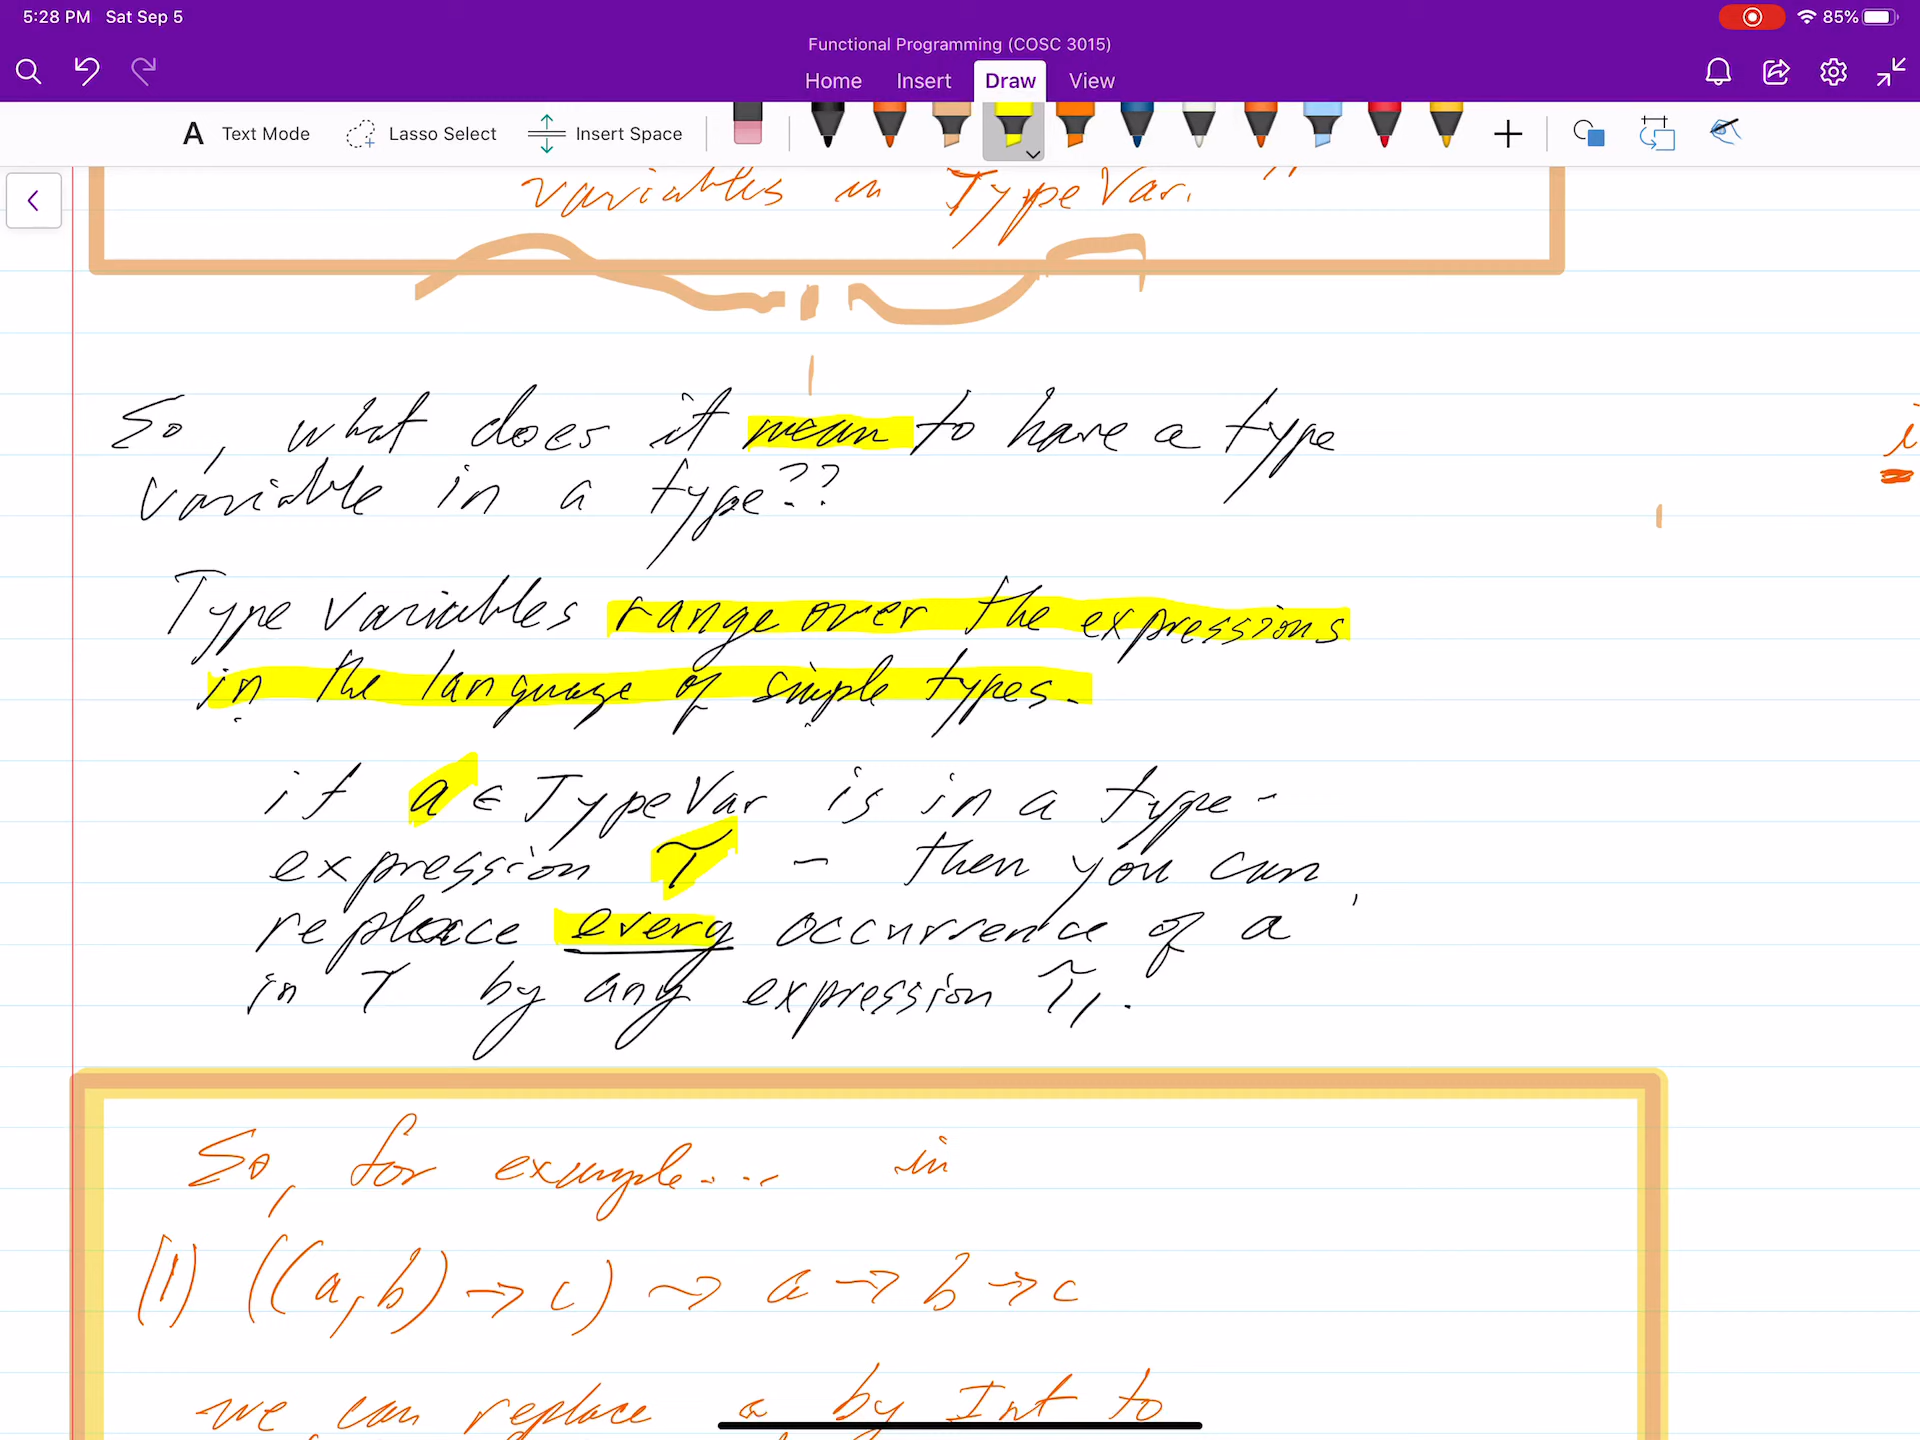 5:28 PM Sat Sep 5
85%
Functional Programming (COSC 3015)
Home Insert Draw View
A Text Mode Lasso Select Insert Space
variables in TypeVar."
So, what does it mean to have a type
variable in a type??
Type variables range over the expressions
in the language of simple types.
if a ∈ TypeVar is in a type-
expression τ - then you can
replace every occurrence of a
in τ by any expression τ₁.
So, for example... in
(1) ((a,b) → c) → a → b → c
we can replace a by Int to